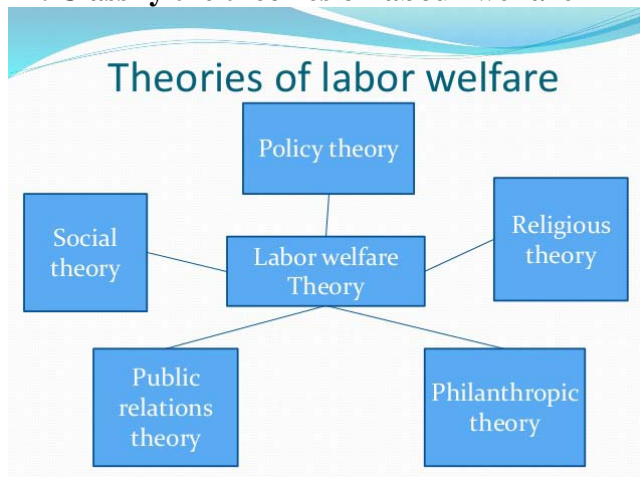 Theories of labor welfare
Policy theory
Social
theory
Labor welfare
Theory
Religious
theory
Public
relations
theory
Philanthropic
theory